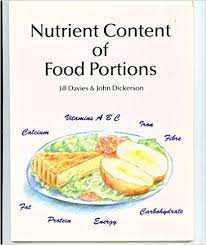 Nutrient Content
of
Food Portions
Jill Davies & John Dickerson
Vitamins A B C
Iron
Calcium
Fibre
Fat
Carbohydrate
Protein
Energy